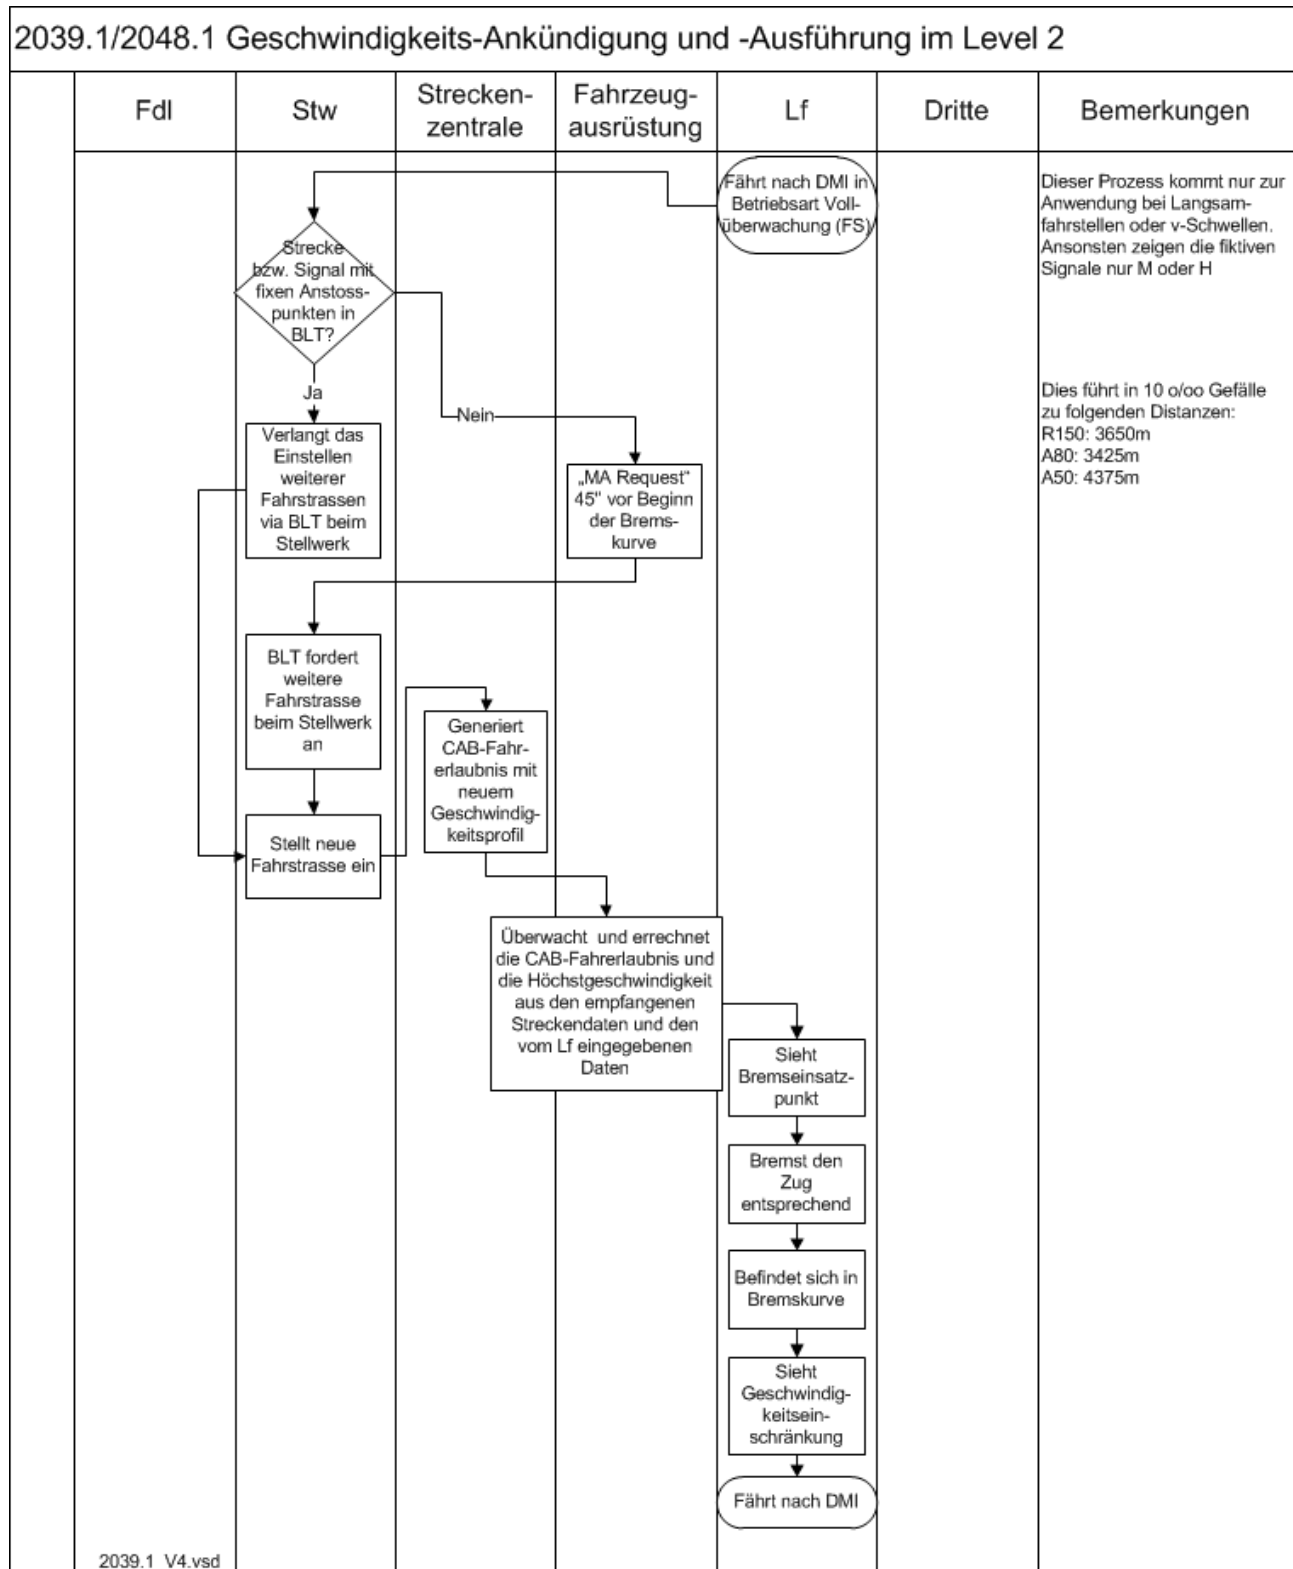 2039.1/2048.1 Geschwindigkeits-Ankündigung und -Ausführung im Level 2
Fdl
Stw
Strecken-
zentrale
Fahrzeug-
ausrüstung
Lf
Dritte
Bemerkungen
Fährt nach DMI in
Betriebsart Voll-
überwachung (FS)
Dieser Prozess kommt nur zur
Anwendung bei Langsam-
fahrstellen oder v-Schwellen.
Ansonsten zeigen die fiktiven
Signale nur M oder H
Strecke
bzw. Signal mit
fixen Anstoss-
punkten in
BLT?
Ja
Nein
Dies führt in 10 o/oo Gefälle
zu folgenden Distanzen:
R150: 3650m
A80: 3425m
A50: 4375m
Verlangt das
Einstellen
weiterer
Fahrstrassen
via BLT beim
Stellwerk
„MA Request“
45" vor Beginn
der Brems-
kurve
BLT fordert
weitere
Fahrstrasse
beim Stellwerk
an
Generiert
CAB-Fahr-
erlaubnis mit
neuem
Geschwindig-
keitsprofil
Stellt neue
Fahrstrasse ein
Überwacht und errechnet
die CAB-Fahrerlaubnis und
die Höchstgeschwindigkeit
aus den empfangenen
Streckendaten und den
vom Lf eingegebenen
Daten
Sieht
Bremseinsatz-
punkt
Bremst den
Zug
entsprechend
Befindet sich in
Bremskurve
Sieht
Geschwindig-
keitsein-
schränkung
Fährt nach DMI
2039.1 V4.vsd